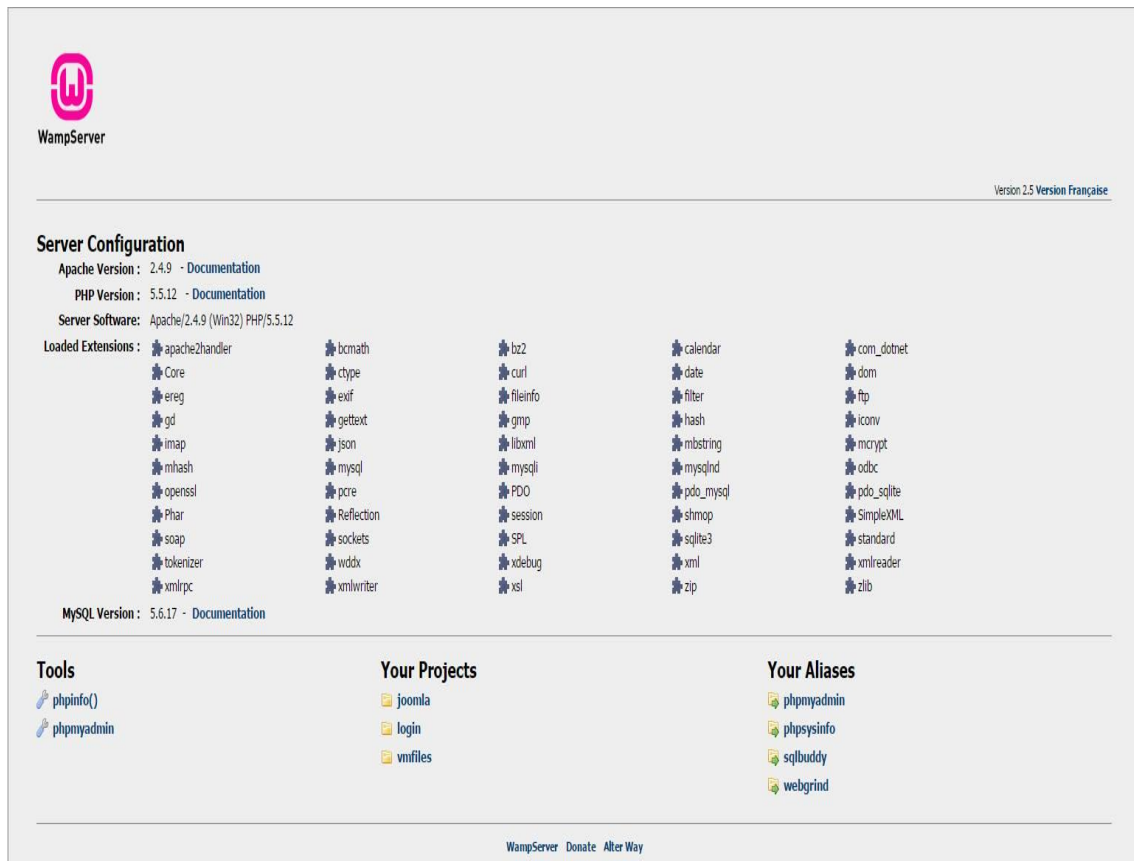 WampServer
Version 2.5 Version Française
Server Configuration
Apache Version : 2.4.9 - Documentation
PHP Version : 5.5.12 - Documentation
Server Software: Apache/2.4.9 (Win32) PHP/5.5.12
Loaded Extensions : apache2handler bcmath bz2 calendar com_dotnet
Core ctype curl date dom
ereg exif fileinfo filter ftp
gd gettext gmp hash iconv
imap json libxml mbstring mcrypt
mhash mysql mysqli mysqlnd odbc
openssl pcre PDO pdo_mysql pdo_sqlite
Phar Reflection session shmop SimpleXML
soap sockets SPL sqlite3 standard
tokenizer wddx xdebug xml xmlreader
xmlrpc xmlwriter xsl zip zlib
MySQL Version : 5.6.17 - Documentation
Tools
phpinfo()
phpmyadmin
Your Projects
joomla
login
vmfiles
Your Aliases
phpmyadmin
phpsysinfo
sqlbuddy
webgrind
WampServer Donate Alter Way